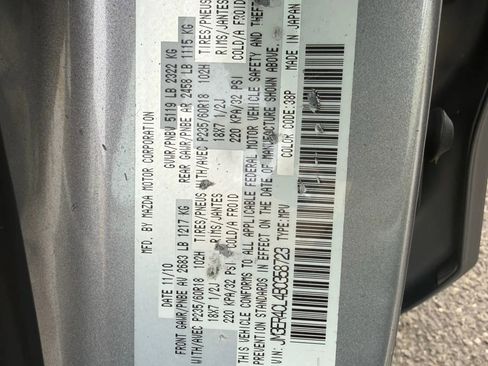 MFD. BY MAZDA MOTOR CORPORATION
11/10 GVWR/PNBV 5119 LB 2322 KG
FRONT GAWR/PNBE AV 2683 LB 1217 KG REAR GAWR/PNBE AR 2458 LB 1115 KG
WITH/AVEC P235/60R18 102H TIRES/PNEUS WITH/AVEC P235/60R18 102H TIRES/PNEUS
18X7 1/2J RIMS/JANTES 18X7 1/2J RIMS/JANTES
220 KPA/32 PSI COLD/A FROID 220 KPA/32 PSI COLD/A FROID
THIS VEHICLE CONFORMS TO ALL APPLICABLE FEDERAL MOTOR VEHICLE SAFETY AND THEFT
PREVENTION STANDARDS IN EFFECT ON THE DATE OF MANUFACTURE SHOWN ABOVE.
VIN: JM3ER4CL4B0358723 TYPE:MPV COLOR CODE:38P MADE IN JAPAN